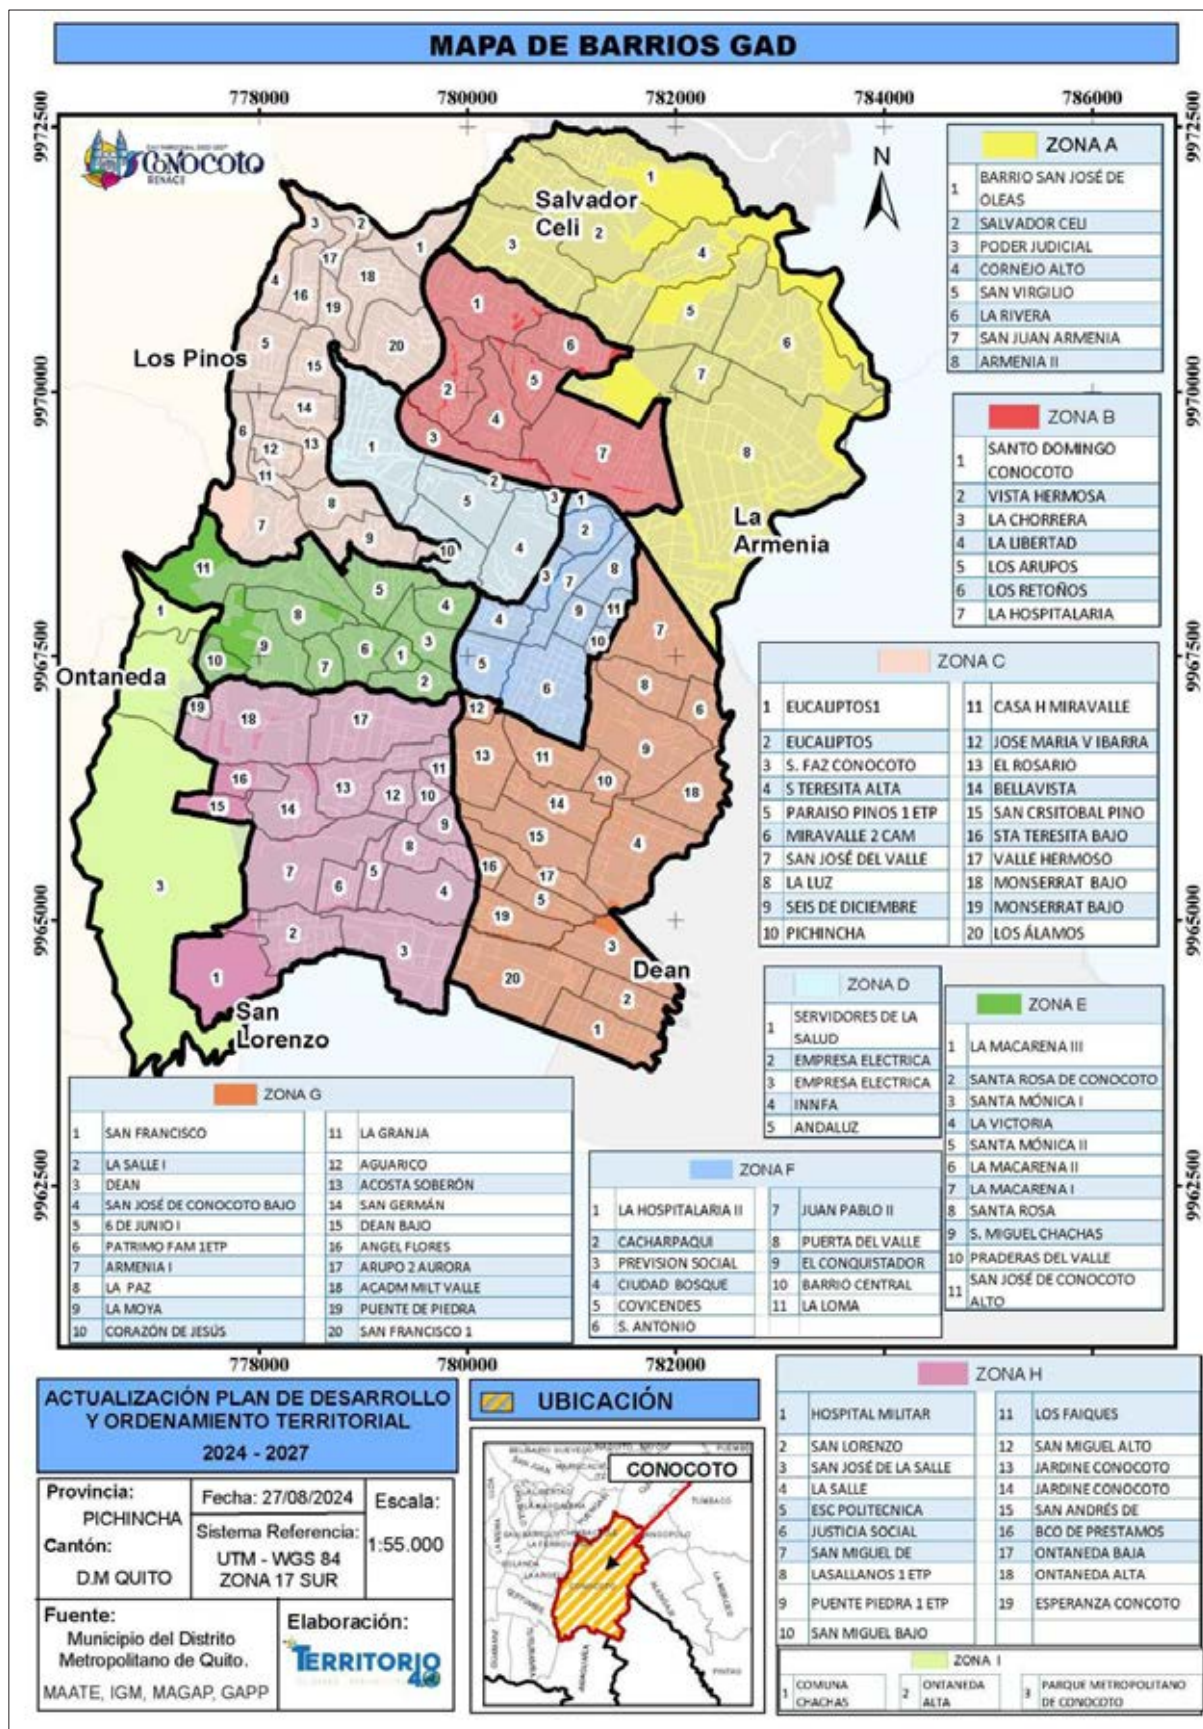 MAPA DE BARRIOS GAD
778000 780000 782000 784000 786000
9972500
9970000
9967500
9965000
9962500
9972500
9970000
9967500
9965000
9962500
CONOCOTO
RENACE
N
Salvador
Celi
Los Pinos
La
Armenia
Ontaneda
Dean
San
Lorenzo
ZONA A
1 BARRIO SAN JOSÉ DE
OLEAS
2 SALVADOR CELI
3 PODER JUDICIAL
4 CORNEJO ALTO
5 SAN VIRGILIO
6 LA RIVERA
7 SAN JUAN ARMENIA
8 ARMENIA II
ZONA B
1 SANTO DOMINGO
CONOCOTO
2 VISTA HERMOSA
3 LA CHORRERA
4 LA LIBERTAD
5 LOS ARUPOS
6 LOS RETOÑOS
7 LA HOSPITALARIA
ZONA C
1 EUCALIPTOS1
2 EUCALIPTOS
3 S. FAZ CONOCOTO
4 S TERESITA ALTA
5 PARAISO PINOS 1 ETP
6 MIRAVALLE 2 CAM
7 SAN JOSÉ DEL VALLE
8 LA LUZ
9 SEIS DE DICIEMBRE
10 PICHINCHA
11 CASA H MIRAVALLE
12 JOSE MARIA V IBARRA
13 EL ROSARIO
14 BELLAVISTA
15 SAN CRSITOBAL PINO
16 STA TERESITA BAJO
17 VALLE HERMOSO
18 MONSERRAT BAJO
19 MONSERRAT BAJO
20 LOS ÁLAMOS
ZONA D
1 SERVIDORES DE LA
SALUD
2 EMPRESA ELECTRICA
3 EMPRESA ELECTRICA
4 INNFA
5 ANDALUZ
ZONA E
1 LA MACARENA III
2 SANTA ROSA DE CONOCOTO
3 SANTA MÓNICA I
4 LA VICTORIA
5 SANTA MÓNICA II
6 LA MACARENA II
7 LA MACARENA I
8 SANTA ROSA
9 S. MIGUEL CHACHAS
10 PRADERAS DEL VALLE
11 SAN JOSÉ DE CONOCOTO
ALTO
ZONA G
1 SAN FRANCISCO
2 LA SALLE I
3 DEAN
4 SAN JOSÉ DE CONOCOTO BAJO
5 6 DE JUNIO I
6 PATRIMO FAM 1ETP
7 ARMENIA I
8 LA PAZ
9 LA MOYA
10 CORAZÓN DE JESÚS
11 LA GRANJA
12 AGUARICO
13 ACOSTA SOBERÓN
14 SAN GERMÁN
15 DEAN BAJO
16 ANGEL FLORES
17 ARUPO 2 AURORA
18 ACADM MILT VALLE
19 PUENTE DE PIEDRA
20 SAN FRANCISCO 1
ZONA F
1 LA HOSPITALARIA II
2 CACHARPAQUI
3 PREVISION SOCIAL
4 CIUDAD BOSQUE
5 COVICENDES
6 S. ANTONIO
7 JUAN PABLO II
8 PUERTA DEL VALLE
9 EL CONQUISTADOR
10 BARRIO CENTRAL
11 LA LOMA
778000 780000 782000
ZONA H
1 HOSPITAL MILITAR
2 SAN LORENZO
3 SAN JOSÉ DE LA SALLE
4 LA SALLE
5 ESC POLITECNICA
6 JUSTICIA SOCIAL
7 SAN MIGUEL DE
8 LASALLANOS 1 ETP
9 PUENTE PIEDRA 1 ETP
10 SAN MIGUEL BAJO
11 LOS FAIQUES
12 SAN MIGUEL ALTO
13 JARDINE CONOCOTO
14 JARDINE CONOCOTO
15 SAN ANDRÉS DE
16 BCO DE PRESTAMOS
17 ONTANEDA BAJA
18 ONTANEDA ALTA
19 ESPERANZA CONCOTO
ZONA I
1 COMUNA
CHACHAS
2 ONTANEDA
ALTA
3 PARQUE METROPOLITANO
DE CONOCOTO
ACTUALIZACIÓN PLAN DE DESARROLLO
Y ORDENAMIENTO TERRITORIAL
2024 - 2027
Provincia:
PICHINCHA
Cantón:
D.M QUITO
Fecha: 27/08/2024
Sistema Referencia:
UTM - WGS 84
ZONA 17 SUR
Escala:
1:55.000
Fuente:
Municipio del Distrito
Metropolitano de Quito.
MAATE, IGM, MAGAP, GAPP
Elaboración:
TERRITORIO
4.0
UBICACIÓN
CONOCOTO
TUMBACO
CONOCOTO
PINTAG